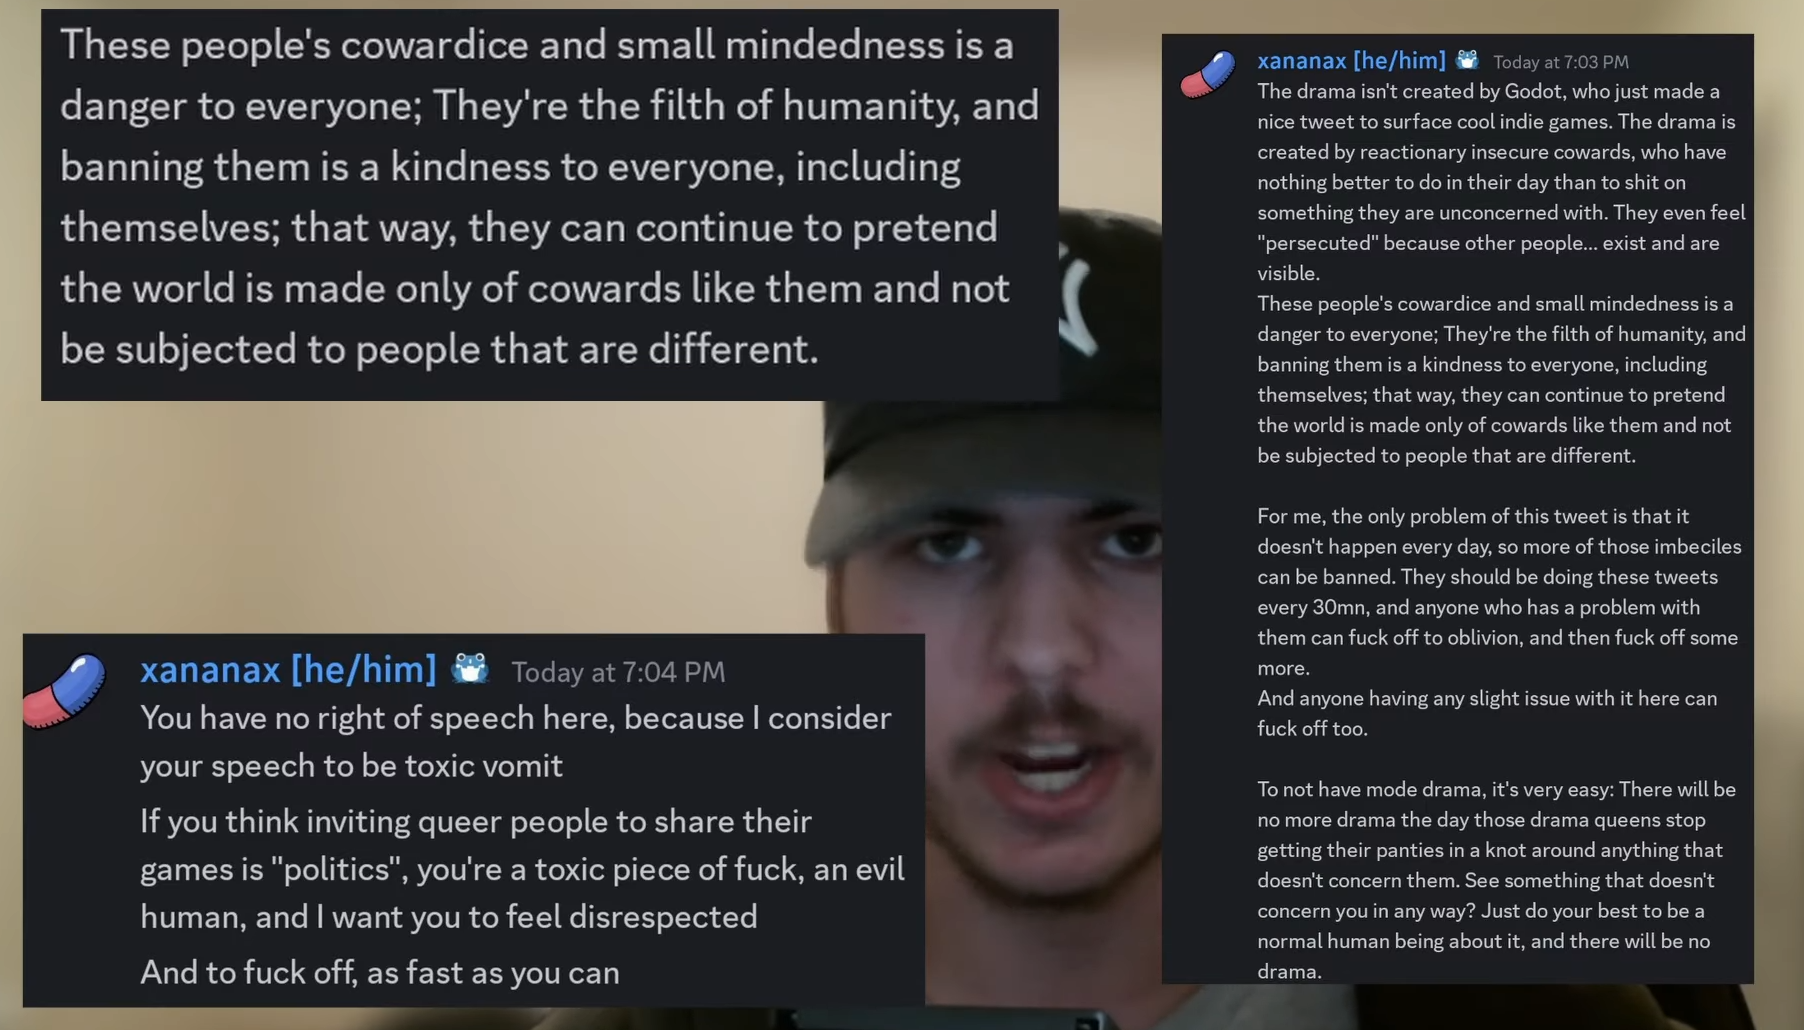 These people's cowardice and small mindedness is a
danger to everyone; They're the filth of humanity, and
banning them is a kindness to everyone, including
themselves; that way, they can continue to pretend
the world is made only of cowards like them and not
be subjected to people that are different.
xananax [he/him] Today at 7:04 PM
You have no right of speech here, because I consider
your speech to be toxic vomit
If you think inviting queer people to share their
games is "politics", you're a toxic piece of fuck, an evil
human, and I want you to feel disrespected
And to fuck off, as fast as you can
xananax [he/him] Today at 7:03 PM
The drama isn't created by Godot, who just made a
nice tweet to surface cool indie games. The drama is
created by reactionary insecure cowards, who have
nothing better to do in their day than to shit on
something they are unconcerned with. They even feel
"persecuted" because other people... exist and are
visible.
These people's cowardice and small mindedness is a
danger to everyone; They're the filth of humanity, and
banning them is a kindness to everyone, including
themselves; that way, they can continue to pretend
the world is made only of cowards like them and not
be subjected to people that are different.
For me, the only problem of this tweet is that it
doesn't happen every day, so more of those imbeciles
can be banned. They should be doing these tweets
every 30mn, and anyone who has a problem with
them can fuck off to oblivion, and then fuck off some
more.
And anyone having any slight issue with it here can
fuck off too.
To not have mode drama, it's very easy: There will be
no more drama the day those drama queens stop
getting their panties in a knot around anything that
doesn't concern them. See something that doesn't
concern you in any way? Just do your best to be a
normal human being about it, and there will be no
drama.